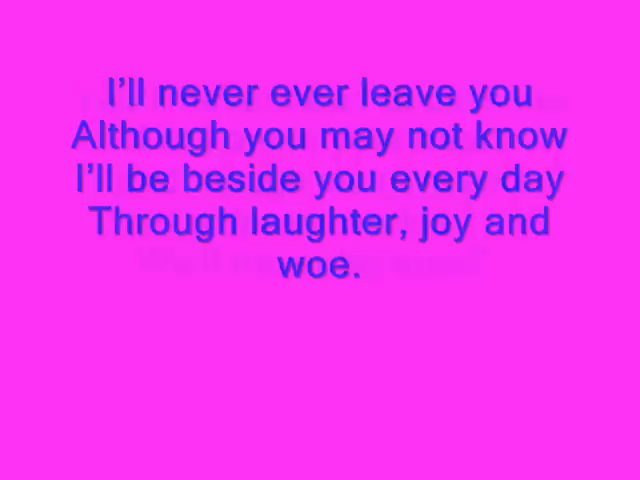 I’ll never ever leave you
Although you may not know
I’ll be beside you every day
Through laughter, joy and
woe.